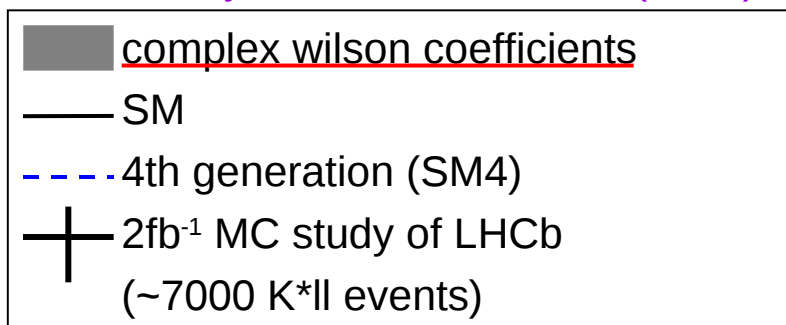 complex wilson coefficients
SM
4th generation (SM4)
2fb⁻¹ MC study of LHCb
(~7000 K*ll events)